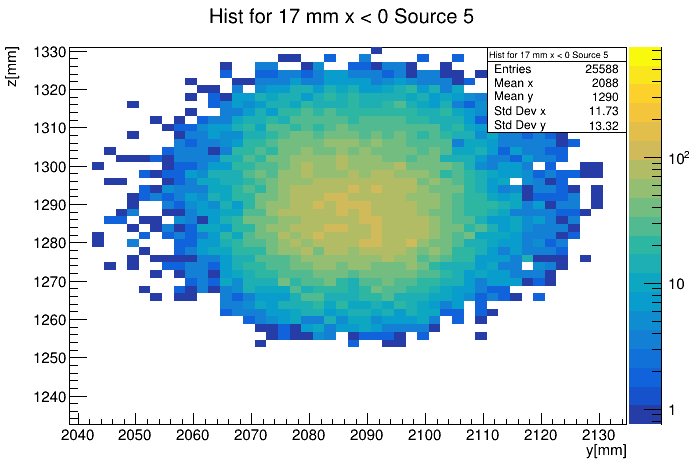 Hist for 17 mm x < 0 Source 5
z[mm]
1330
1320
1310
1300
1290
1280
1270
1260
1250
1240
Hist for 17 mm x < 0 Source 5
Entries 25588
Mean x 2088
Mean y 1290
Std Dev x 11.73
Std Dev y 13.32
10²
10
1
2040 2050 2060 2070 2080 2090 2100 2110 2120 2130
y[mm]